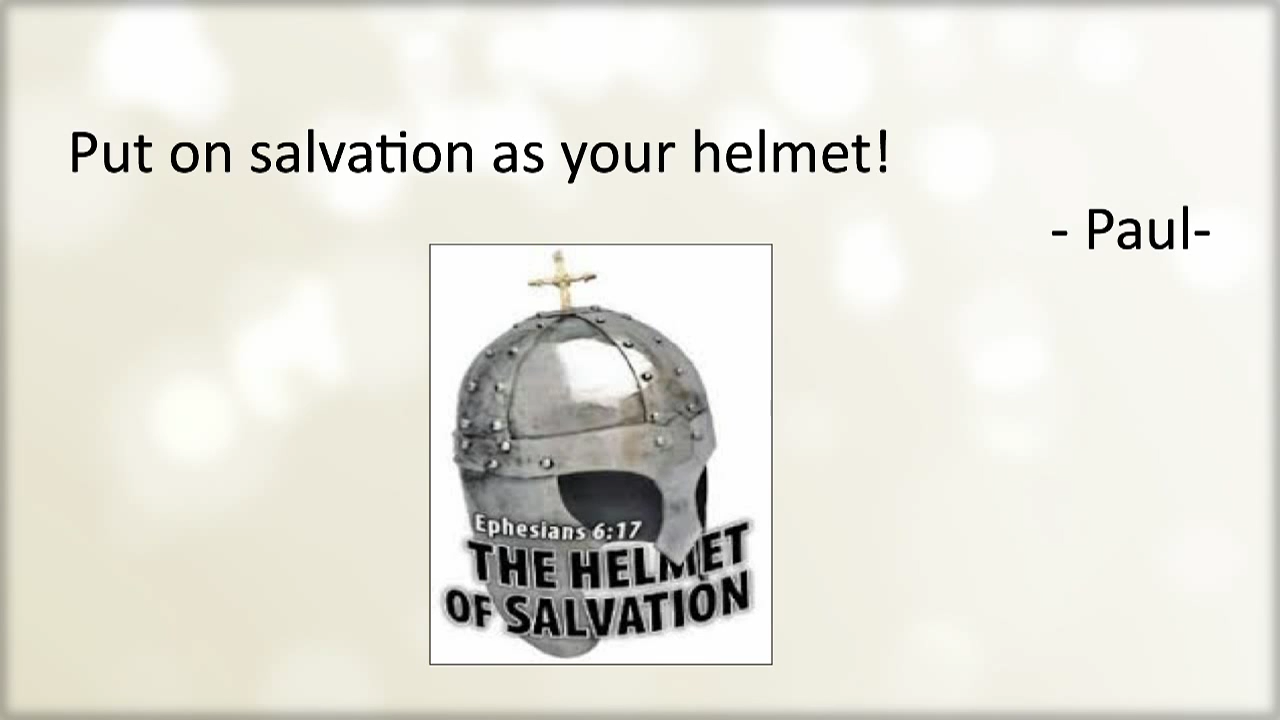 Put on salvation as your helmet!
- Paul-
Ephesians 6:17
THE HELMET
OF SALVATION